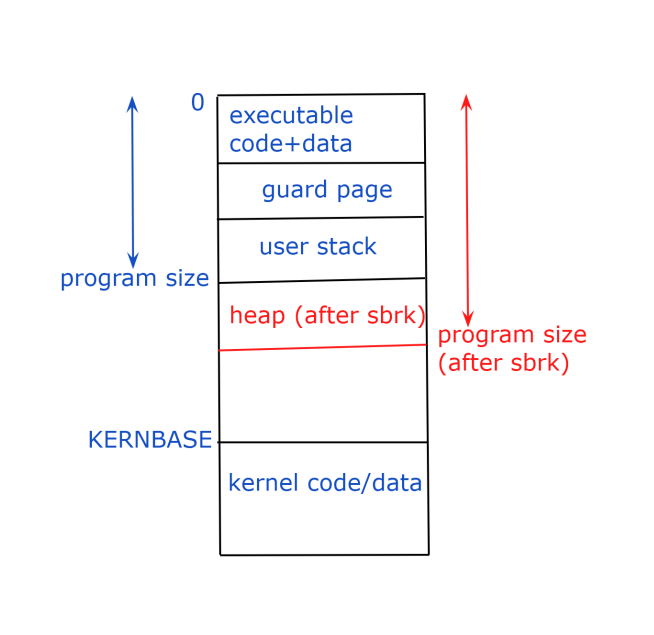 0
executable
code+data
guard page
user stack
program size
heap (after sbrk)
program size
(after sbrk)
KERNBASE
kernel code/data